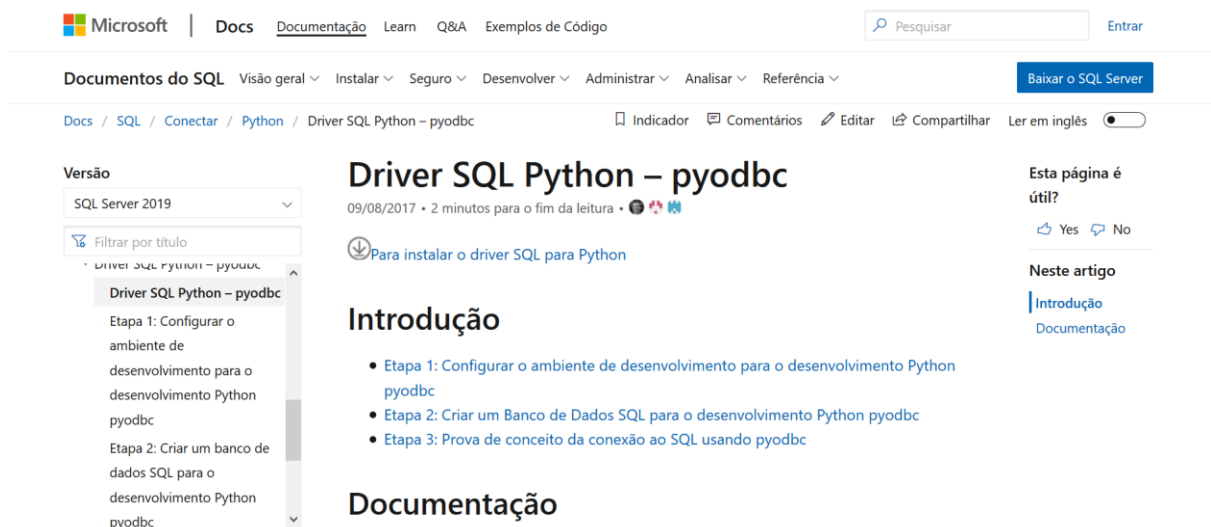 Microsoft Docs Documentação Learn Q&A Exemplos de Código Pesquisar Entrar
Documentos do SQL Visão geral Instalar Seguro Desenvolver Administrar Analisar Referência Baixar o SQL Server
Docs / SQL / Conectar / Python / Driver SQL Python – pyodbc Indicador Comentários Editar Compartilhar Ler em inglês
Versão
SQL Server 2019
Filtrar por título
Driver SQL Python – pyodbc
Driver SQL Python – pyodbc
Etapa 1: Configurar o
ambiente de
desenvolvimento para o
desenvolvimento Python
pyodbc
Etapa 2: Criar um banco de
dados SQL para o
desenvolvimento Python
pyodbc
Driver SQL Python – pyodbc
09/08/2017 • 2 minutos para o fim da leitura •
Para instalar o driver SQL para Python
Introdução
• Etapa 1: Configurar o ambiente de desenvolvimento para o desenvolvimento Python
pyodbc
• Etapa 2: Criar um Banco de Dados SQL para o desenvolvimento Python pyodbc
• Etapa 3: Prova de conceito da conexão ao SQL usando pyodbc
Documentação
Esta página é
útil?
Yes No
Neste artigo
Introdução
Documentação